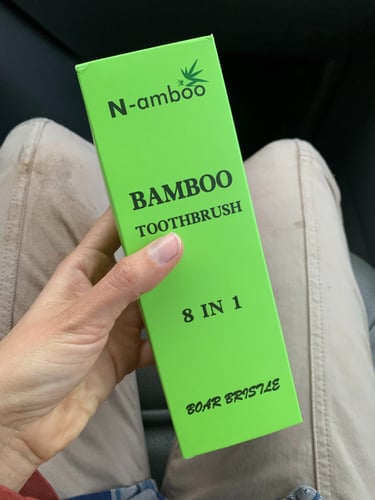 N-amboo
BAMBOO
TOOTHBRUSH
8 IN 1
BOAR BRISTLE